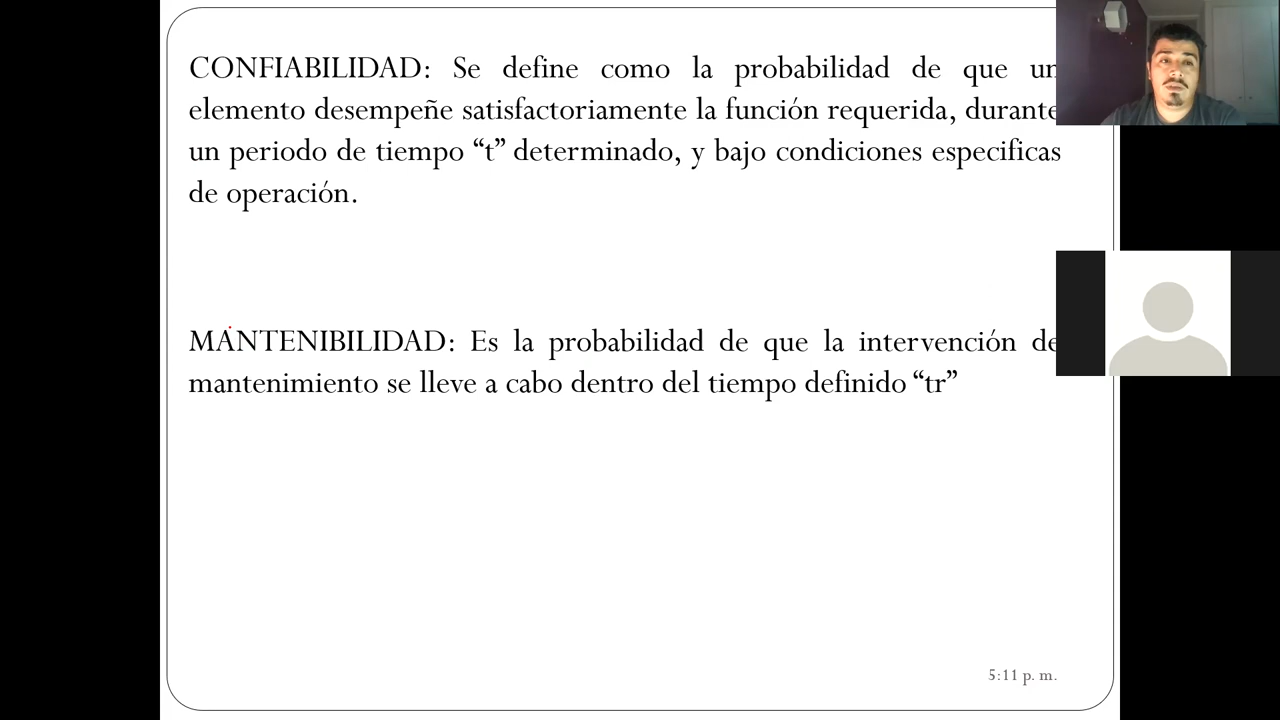 CONFIABILIDAD: Se define como la probabilidad de que un
elemento desempeñe satisfactoriamente la función requerida, durante
un periodo de tiempo “t” determinado, y bajo condiciones especificas
de operación.
MANTENIBILIDAD: Es la probabilidad de que la intervención de
mantenimiento se lleve a cabo dentro del tiempo definido “tr”
5:11 p. m.